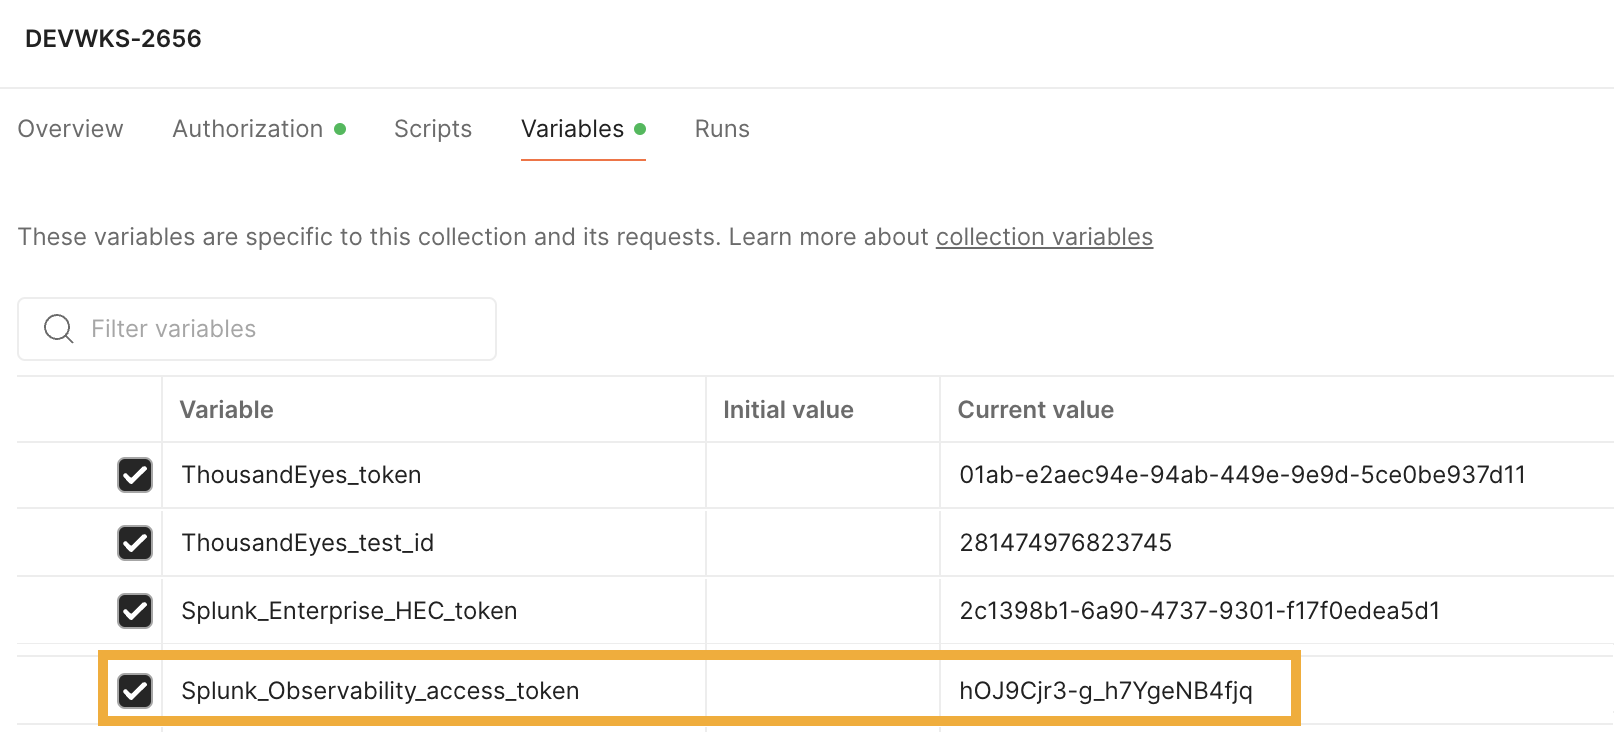 DEVWKS-2656
Overview Authorization Scripts Variables Runs
These variables are specific to this collection and its requests. Learn more about collection variables
Filter variables
Variable Initial value Current value
ThousandEyes_token 01ab-e2aec94e-94ab-449e-9e9d-5ce0be937d11
ThousandEyes_test_id 281474976823745
Splunk_Enterprise_HEC_token 2c1398b1-6a90-4737-9301-f17f0edea5d1
Splunk_Observability_access_token hOJ9Cjr3-g_h7YgeNB4fjq